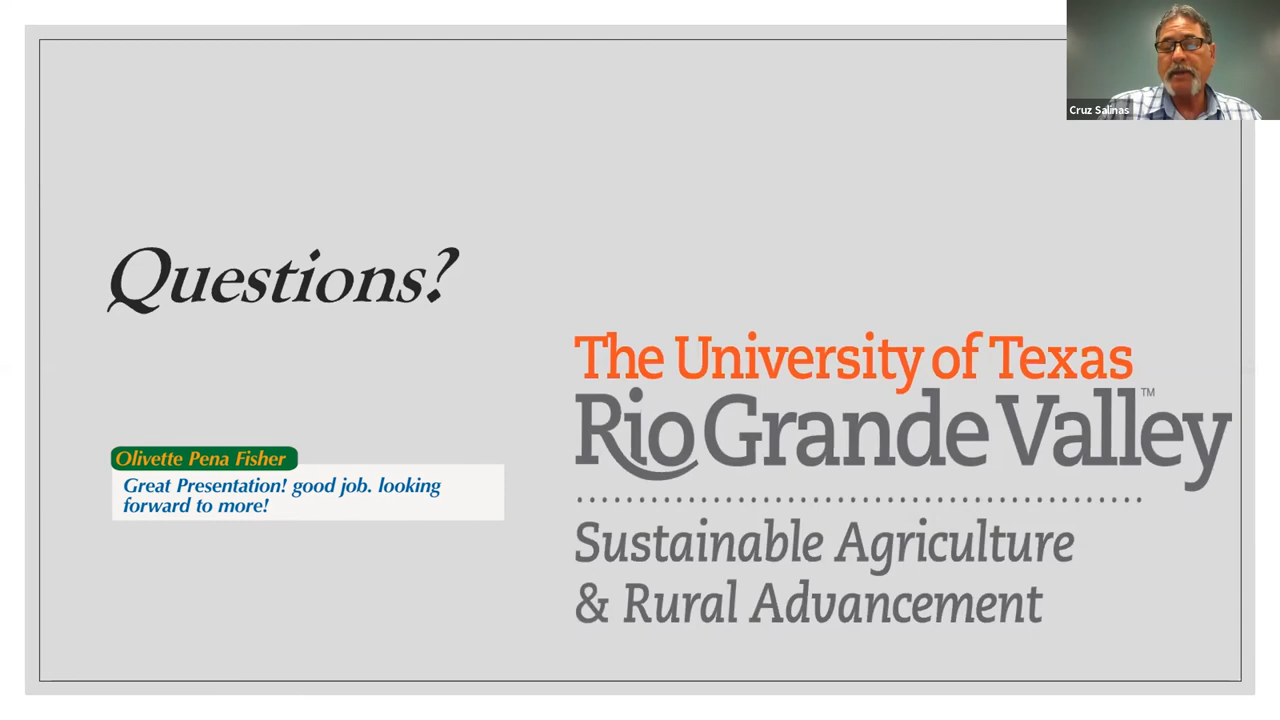 Cruz Salinas
Questions?
The University of Texas
Rio Grande Valley™
Sustainable Agriculture
& Rural Advancement
Olivette Pena Fisher
Great Presentation! good job. looking
forward to more!